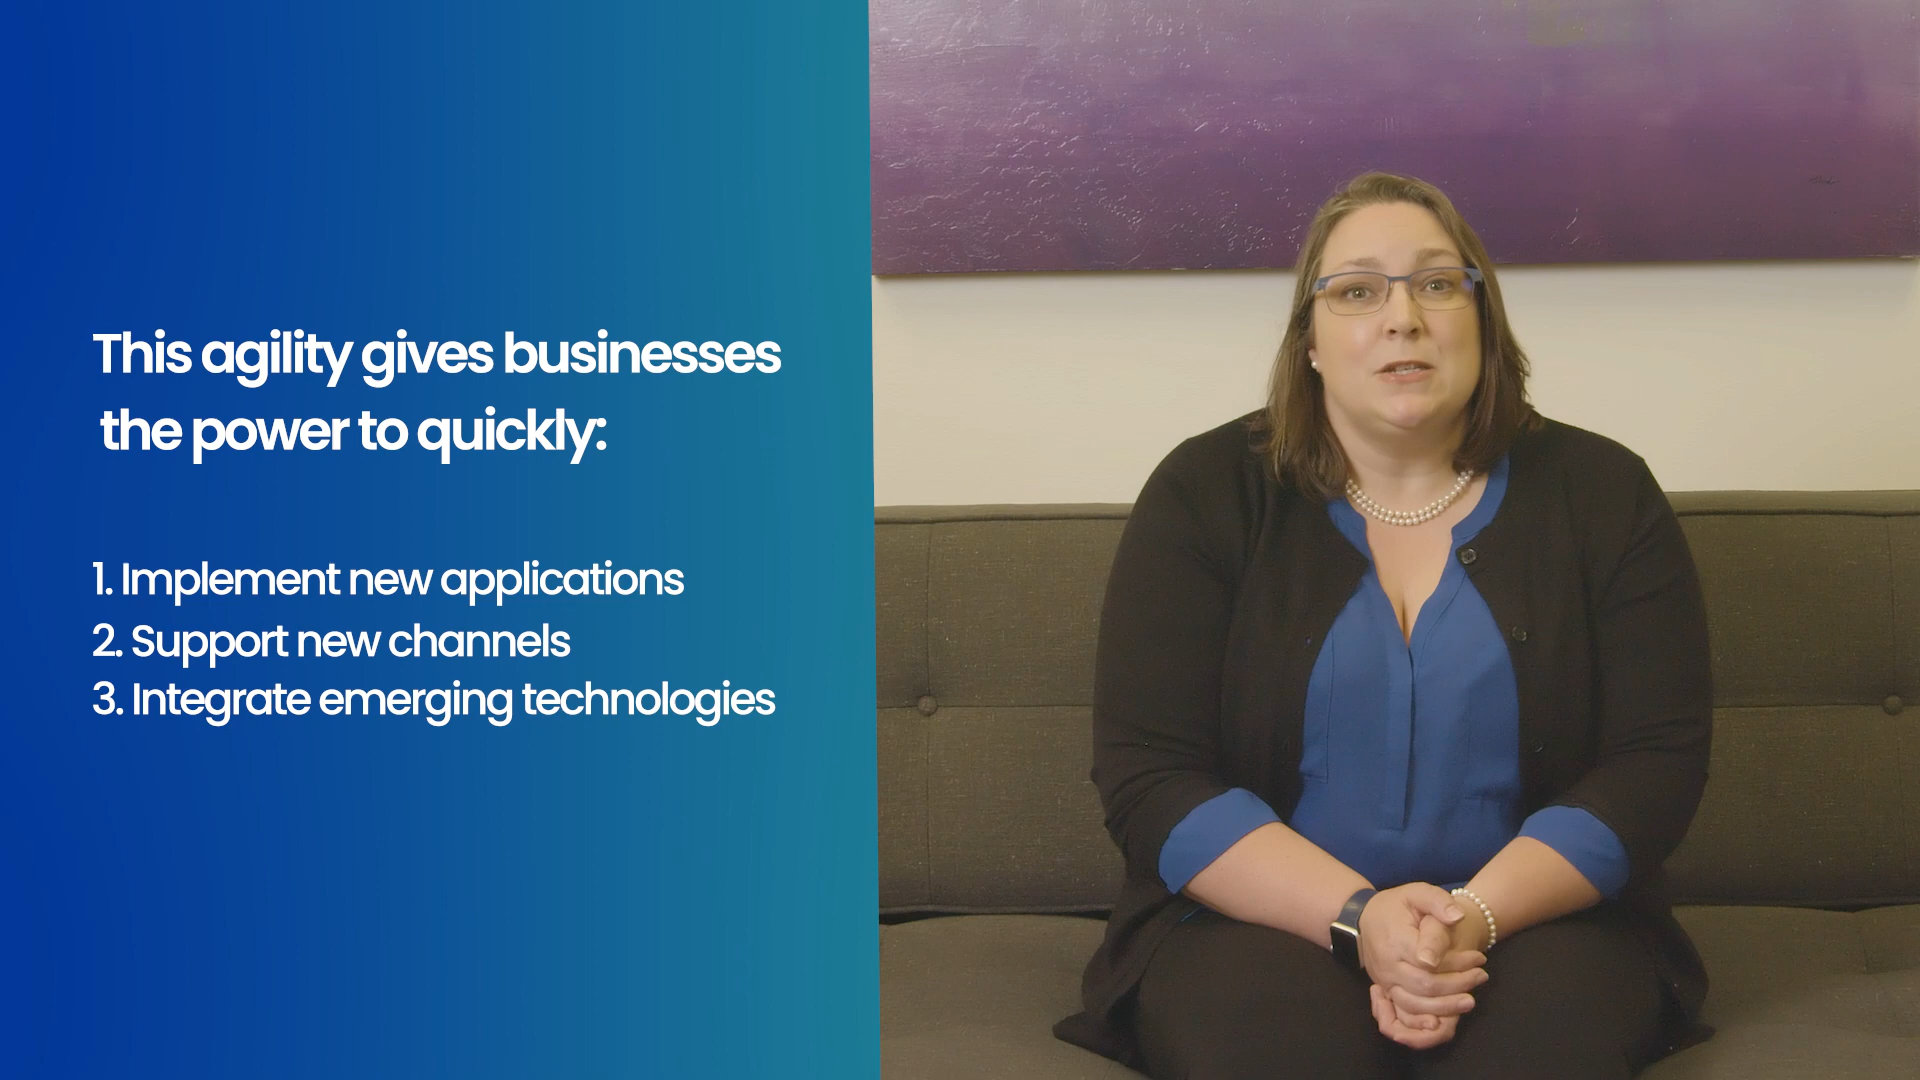 This agility gives businesses
the power to quickly:
1. Implement new applications
2. Support new channels
3. Integrate emerging technologies